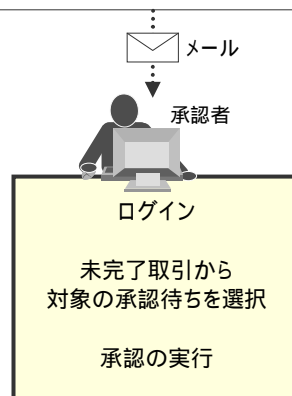 メール
承認者
ログイン
未完了取引から
対象の承認待ちを選択
承認の実行